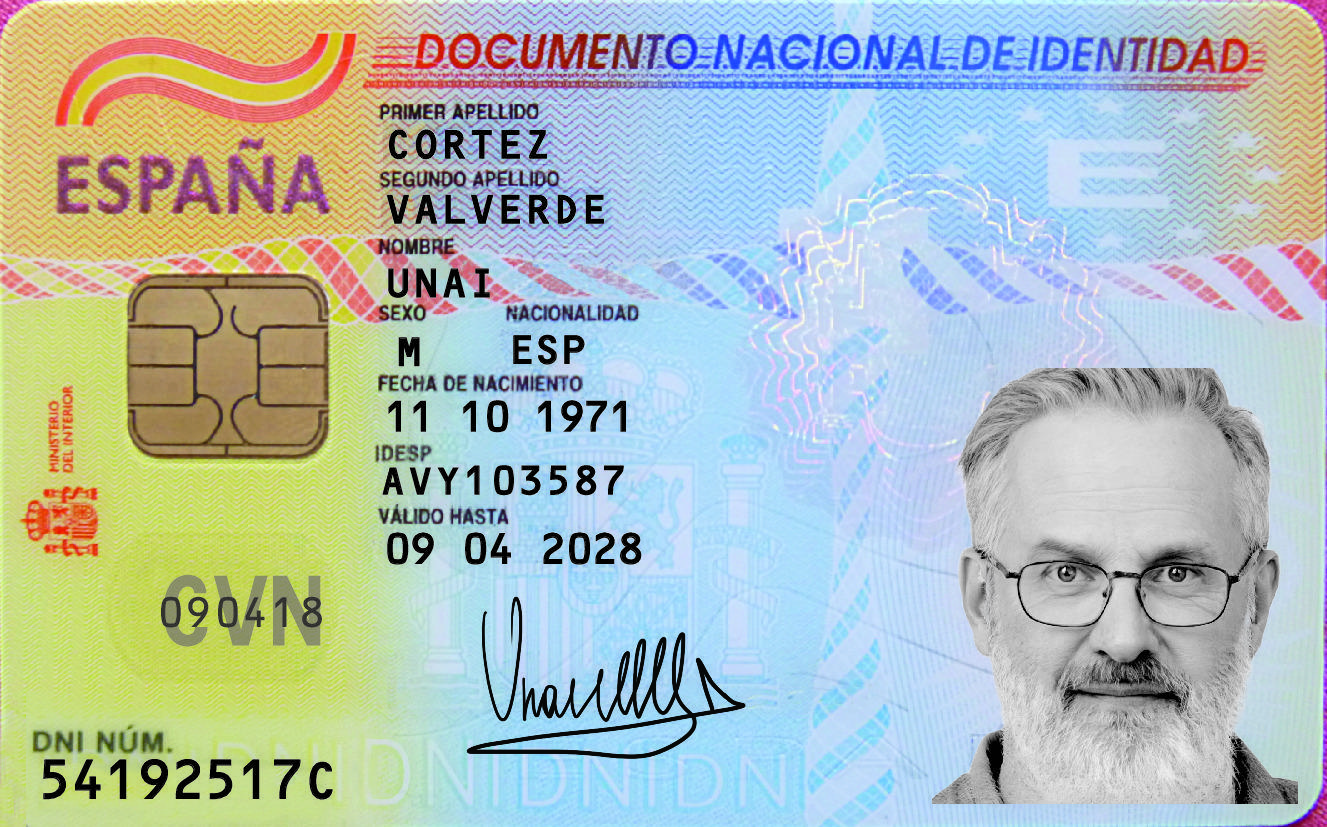 DOCUMENTO NACIONAL DE IDENTIDAD
ESPAÑA
PRIMER APELLIDO
CORTEZ
SEGUNDO APELLIDO
VALVERDE
NOMBRE
UNAI
SEXO NACIONALIDAD
M ESP
FECHA DE NACIMIENTO
11 10 1971
IDESP
AVY103587
VÁLIDO HASTA
09 04 2028
MINISTERIO
DEL INTERIOR
E
CVN
090418
DNI NÚM.
54192517C
DNIDNIDNIDN